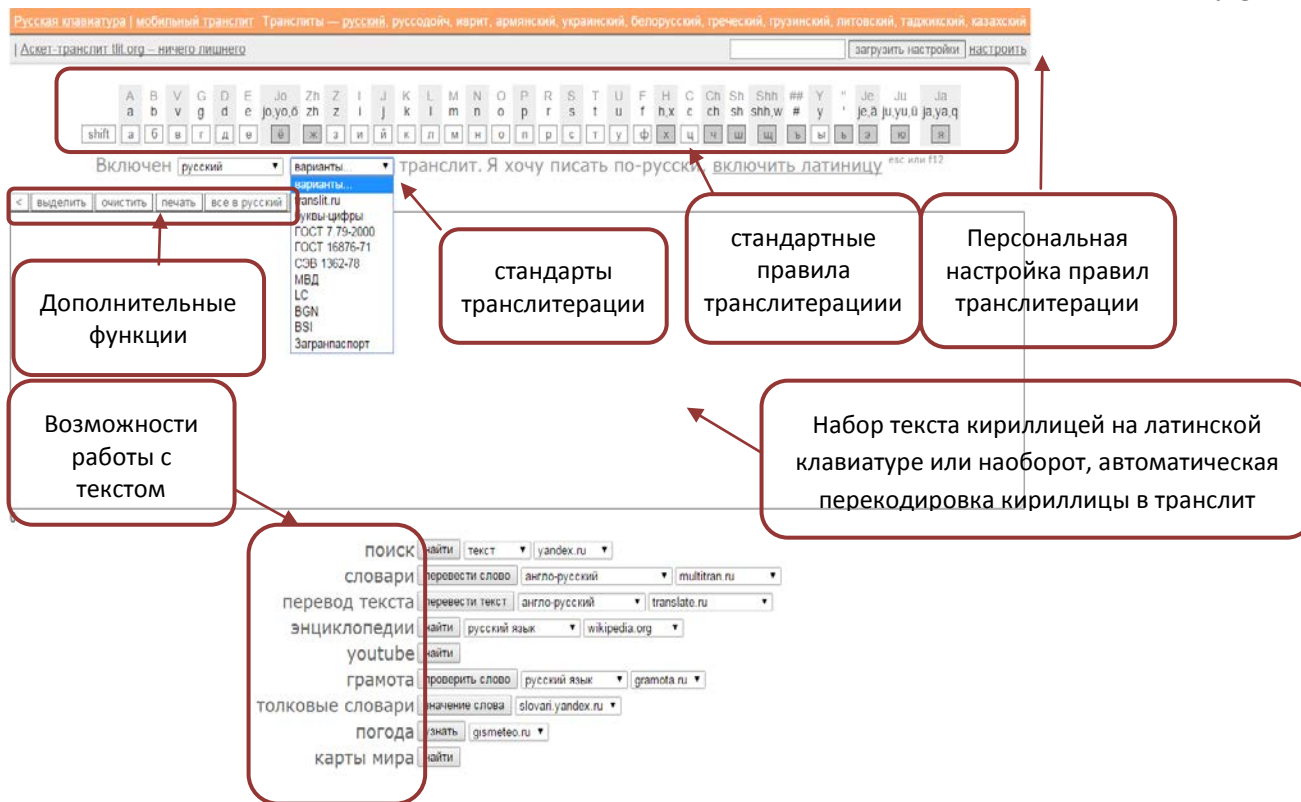 Русская клавиатура | мобильный транслит Транслиты — русский, руссодойч, иврит, армянский, украинский, белорусский, греческий, грузинский, литовский, таджикский, казахский
| Аскет-транслит tlit.org – ничего лишнего загрузить настройки настроить
A B V G D E Jo Zh Z I J K L M N O P R S T U F H C Ch Sh Shh ## Y " Je Ju Ja
a b v g d e jo,yo,ö zh z i j k l m n o p r s t u f h,x c ch sh shh,w # y ' je,ä ju,yu,ü ja,ya,q
shift а б в г д е ё ж з и й к л м н о п р с т у ф х ц ч ш щ ъ ы ь э ю я
Включен русский варианты... транслит. Я хочу писать по-русски, включить латиницу esc или f12
< выделить очистить печать все в русский
варианты...
translit.ru
буквы-цифры
ГОСТ 7.79-2000
ГОСТ 16876-71
СЭВ 1362-78
МВД
LC
BGN
BSI
Загранпаспорт
Дополнительные
функции
стандарты
транслитерации
стандартные
правила
транслитерациии
Персональная
настройка правил
транслитерации
Возможности
работы с
текстом
Набор текста кириллицей на латинской
клавиатуре или наоборот, автоматическая
перекодировка кириллицы в транслит
поиск найти текст yandex.ru
словари перевести слово англо-русский multitran.ru
перевод текста перевести текст англо-русский translate.ru
энциклопедии найти русский язык wikipedia.org
youtube найти
грамота проверить слово русский язык gramota.ru
толковые словари значение слова slovari.yandex.ru
погода узнать gismeteo.ru
карты мира найти